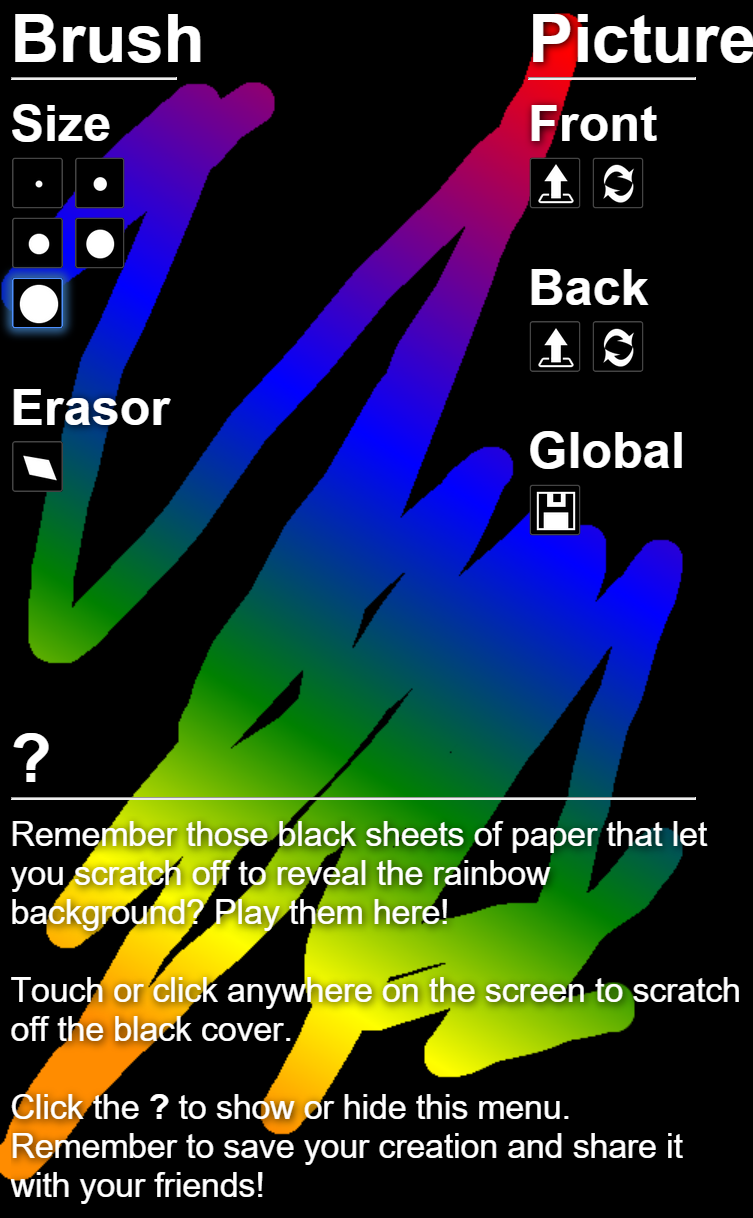 Brush
Picture
Size
Front
Back
Erasor
Global
?
Remember those black sheets of paper that let
you scratch off to reveal the rainbow
background? Play them here!
Touch or click anywhere on the screen to scratch
off the black cover.
Click the ? to show or hide this menu.
Remember to save your creation and share it
with your friends!